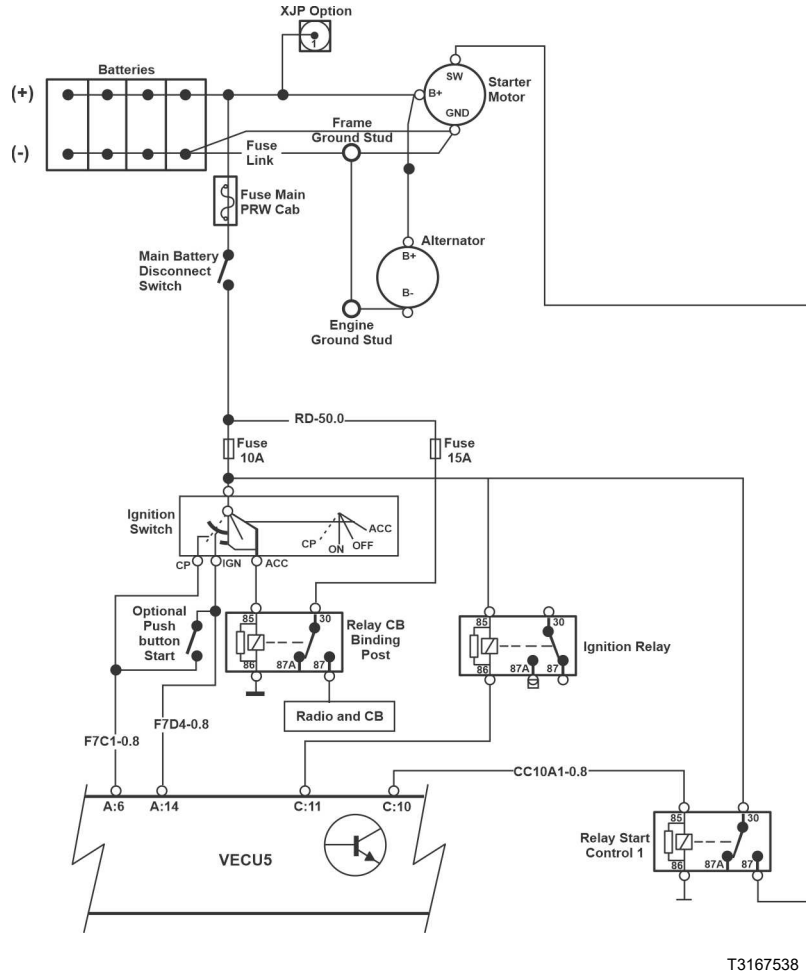 XJP Option
1
Batteries
(+)
(-)
SW
B+
GND
Starter
Motor
Frame
Ground Stud
Fuse
Link
Fuse Main
PRW Cab
Main Battery
Disconnect
Switch
Alternator
B+
B-
Engine
Ground Stud
RD-50.0
Fuse
10A
Fuse
15A
Ignition
Switch
CP
ON
OFF
ACC
CP
IGN
ACC
Optional
Push
button
Start
85
30
86
87A
87
Relay CB
Binding
Post
Radio and CB
85
30
86
87A
87
Ignition Relay
F7C1-0.8
F7D4-0.8
CC10A1-0.8
A:6
A:14
C:11
C:10
VECU5
85
30
86
87A
87
Relay Start
Control 1
T3167538